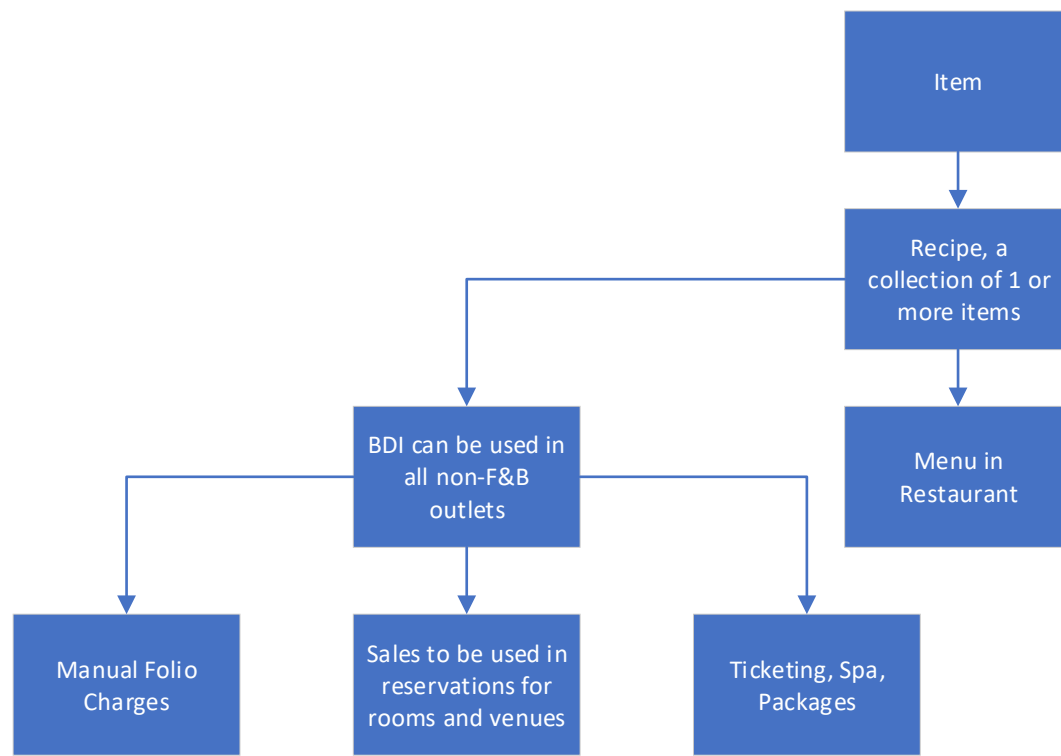 Item
Recipe, a
collection of 1 or
more items
BDI can be used in
all non-F&B
outlets
Menu in
Restaurant
Manual Folio
Charges
Sales to be used in
reservations for
rooms and venues
Ticketing, Spa,
Packages